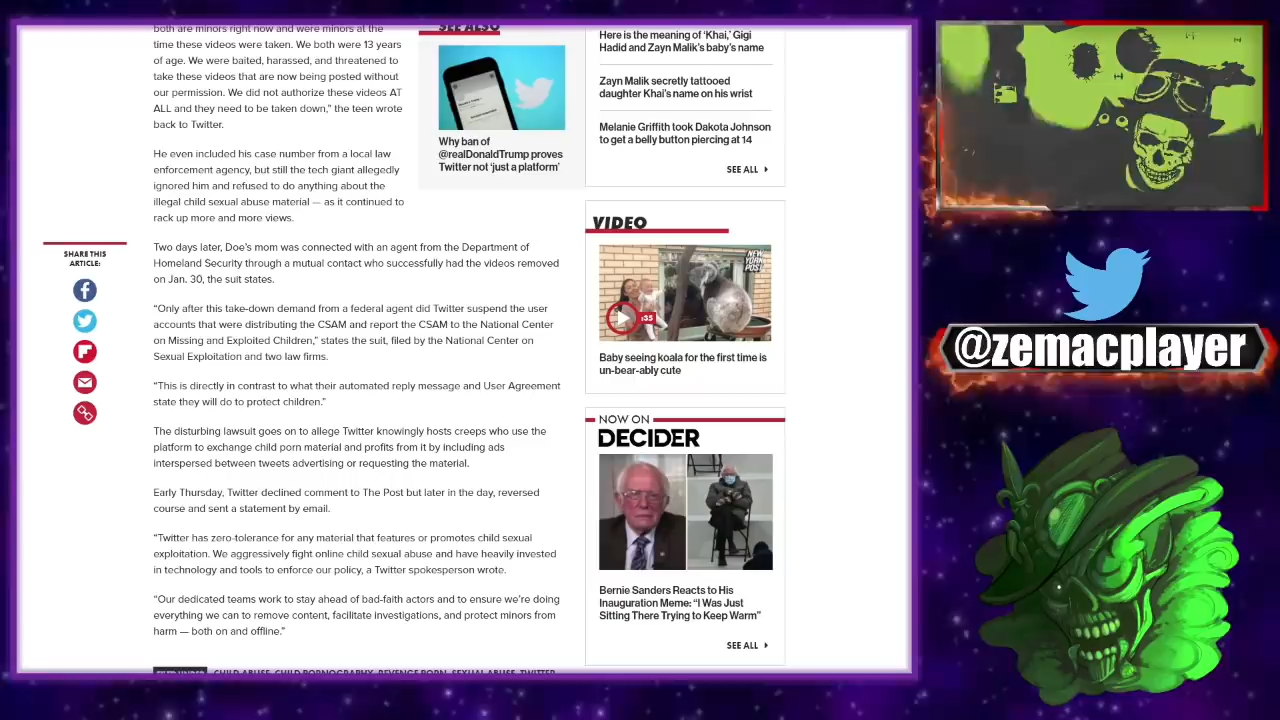 both are minors right now and were minors at the
time these videos were taken. We both were 13 years
of age. We were baited, harassed, and threatened to
take these videos that are now being posted without
our permission. We did not authorize these videos AT
ALL and they need to be taken down,” the teen wrote
back to Twitter.
He even included his case number from a local law
enforcement agency, but still the tech giant allegedly
ignored him and refused to do anything about the
illegal child sexual abuse material — as it continued to
rack up more and more views.
Two days later, Doe’s mom was connected with an agent from the Department of
Homeland Security through a mutual contact who successfully had the videos removed
on Jan. 30, the suit states.
“Only after this take-down demand from a federal agent did Twitter suspend the user
accounts that were distributing the CSAM and report the CSAM to the National Center
on Missing and Exploited Children,” states the suit, filed by the National Center on
Sexual Exploitation and two law firms.
“This is directly in contrast to what their automated reply message and User Agreement
state they will do to protect children.”
The disturbing lawsuit goes on to allege Twitter knowingly hosts creeps who use the
platform to exchange child porn material and profits from it by including ads
interspersed between tweets advertising or requesting the material.
Early Thursday, Twitter declined comment to The Post but later in the day, reversed
course and sent a statement by email.
“Twitter has zero-tolerance for any material that features or promotes child sexual
exploitation. We aggressively fight online child sexual abuse and have heavily invested
in technology and tools to enforce our policy, a Twitter spokesperson wrote.
“Our dedicated teams work to stay ahead of bad-faith actors and to ensure we’re doing
everything we can to remove content, facilitate investigations, and protect minors from
harm — both on and offline.”
CHILD ABUSE, CHILD PORNOGRAPHY, REVENGE PORN, SEXUAL ABUSE, TWITTER
SHARE THIS
ARTICLE:
SEE ALSO
Why ban of
@realDonaldTrump proves
Twitter not ‘just a platform’
Here is the meaning of ‘Khai,’ Gigi
Hadid and Zayn Malik’s baby’s name
Zayn Malik secretly tattooed
daughter Khai’s name on his wrist
Melanie Griffith took Dakota Johnson
to get a belly button piercing at 14
SEE ALL
VIDEO
NEW
YORK
POST
:35
Baby seeing koala for the first time is
un-bear-ably cute
NOW ON
DECIDER
Bernie Sanders Reacts to His
Inauguration Meme: “I Was Just
Sitting There Trying to Keep Warm”
SEE ALL
@zemacplayer